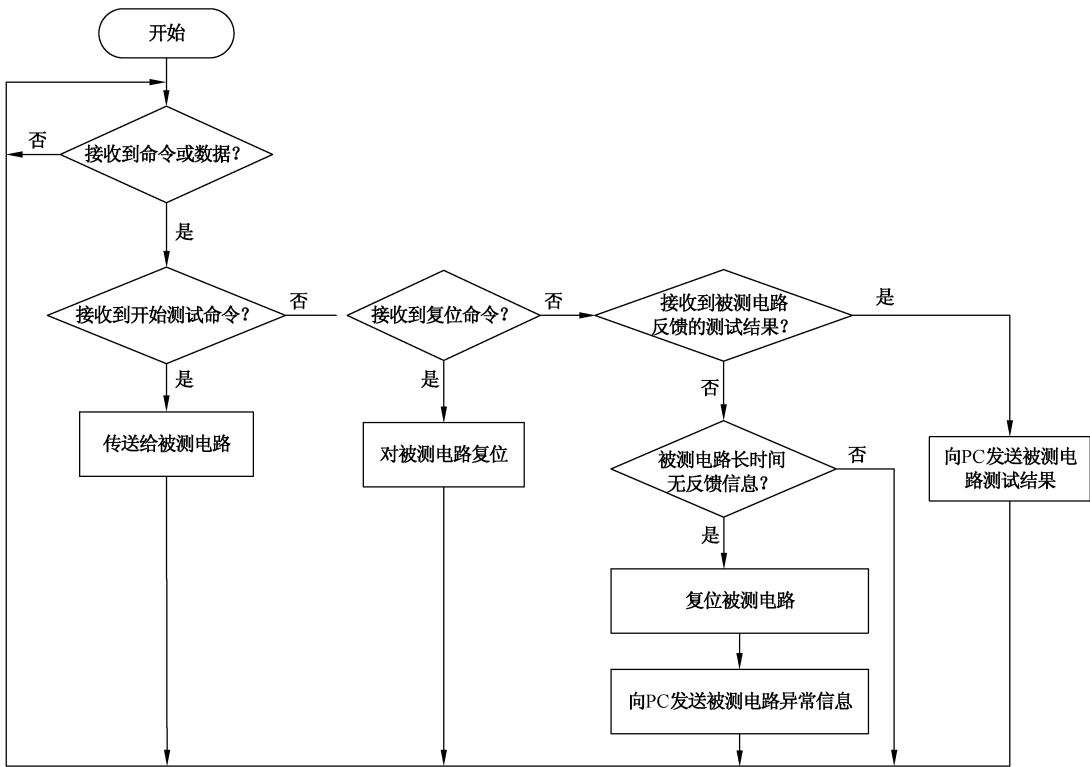 开始
否
接收到命令或数据?
是
接收到开始测试命令?
否
接收到复位命令?
否
接收到被测电路
反馈的测试结果?
是
是
传送给被测电路
是
对被测电路复位
否
被测电路长时间
无反馈信息?
否
向PC发送被测电
路测试结果
是
复位被测电路
向PC发送被测电路异常信息